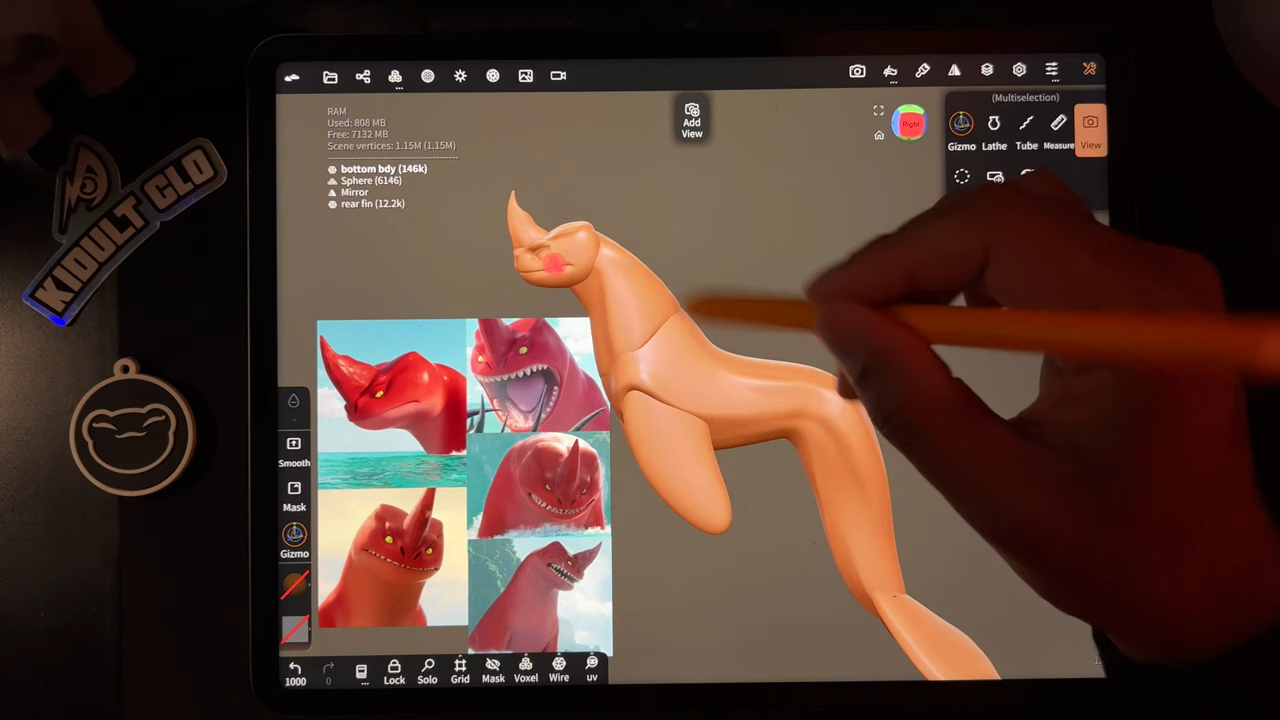 (Multiselection)
RAM
Used: 808 MB
Free: 7132 MB
Scene vertices: 1.15M (1.15M)
bottom bdy (146k)
Sphere (6146)
Mirror
rear fin (12.2k)
Add
View
Right
Gizmo
Lathe
Tube
Measure
View
KIDULT CLO
Smooth
Mask
Gizmo
1000
0
Lock
Solo
Grid
Mask
Voxel
Wire
uv